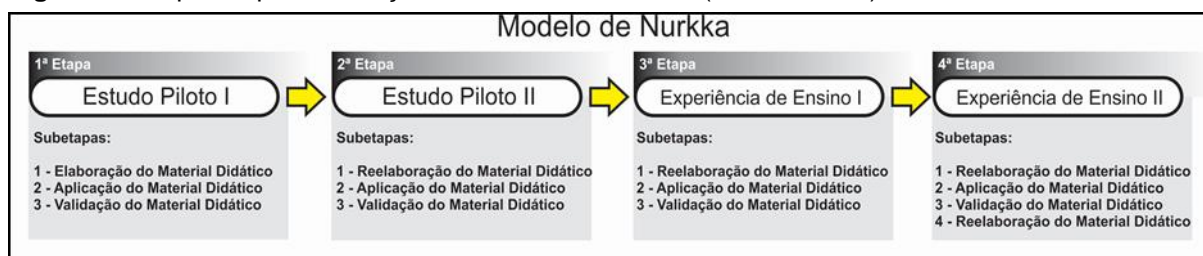 Modelo de Nurkka
1ª Etapa
Estudo Piloto I
Subetapas:
1 - Elaboração do Material Didático
2 - Aplicação do Material Didático
3 - Validação do Material Didático
2ª Etapa
Estudo Piloto II
Subetapas:
1 - Reelaboração do Material Didático
2 - Aplicação do Material Didático
3 - Validação do Material Didático
3ª Etapa
Experiência de Ensino I
Subetapas:
1 - Reelaboração do Material Didático
2 - Aplicação do Material Didático
3 - Validação do Material Didático
4ª Etapa
Experiência de Ensino II
Subetapas:
1 - Reelaboração do Material Didático
2 - Aplicação do Material Didático
3 - Validação do Material Didático
4 - Reelaboração do Material Didático